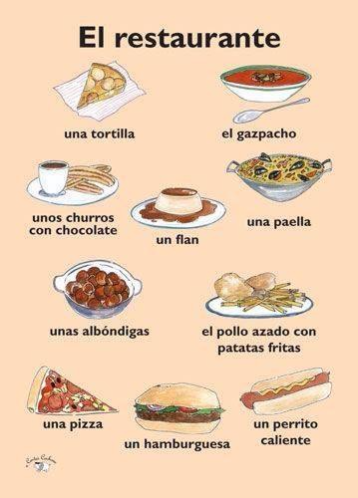 El restaurante
una tortilla
el gazpacho
unos churros
con chocolate
un flan
una paella
unas albóndigas
el pollo azado con
patatas fritas
una pizza
un hamburguesa
un perrito
caliente